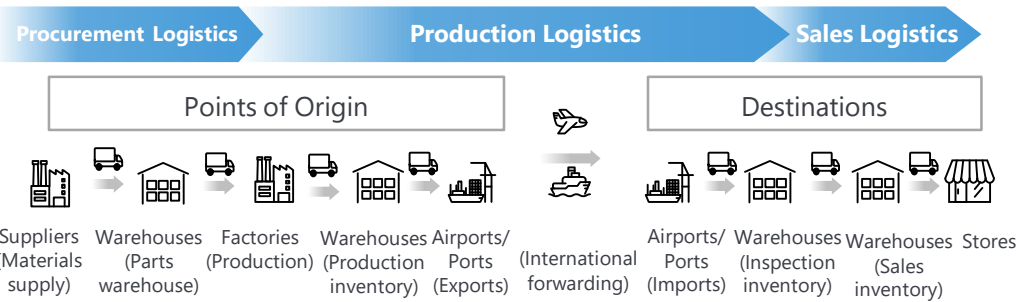 Procurement Logistics
Production Logistics
Sales Logistics
Points of Origin
Destinations
Suppliers
(Materials
supply)
Warehouses
(Parts
warehouse)
Factories
(Production)
Warehouses
(Production
inventory)
Airports/
Ports
(Exports)
(International
forwarding)
Airports/
Ports
(Imports)
Warehouses
(Inspection
inventory)
Warehouses
(Sales
inventory)
Stores